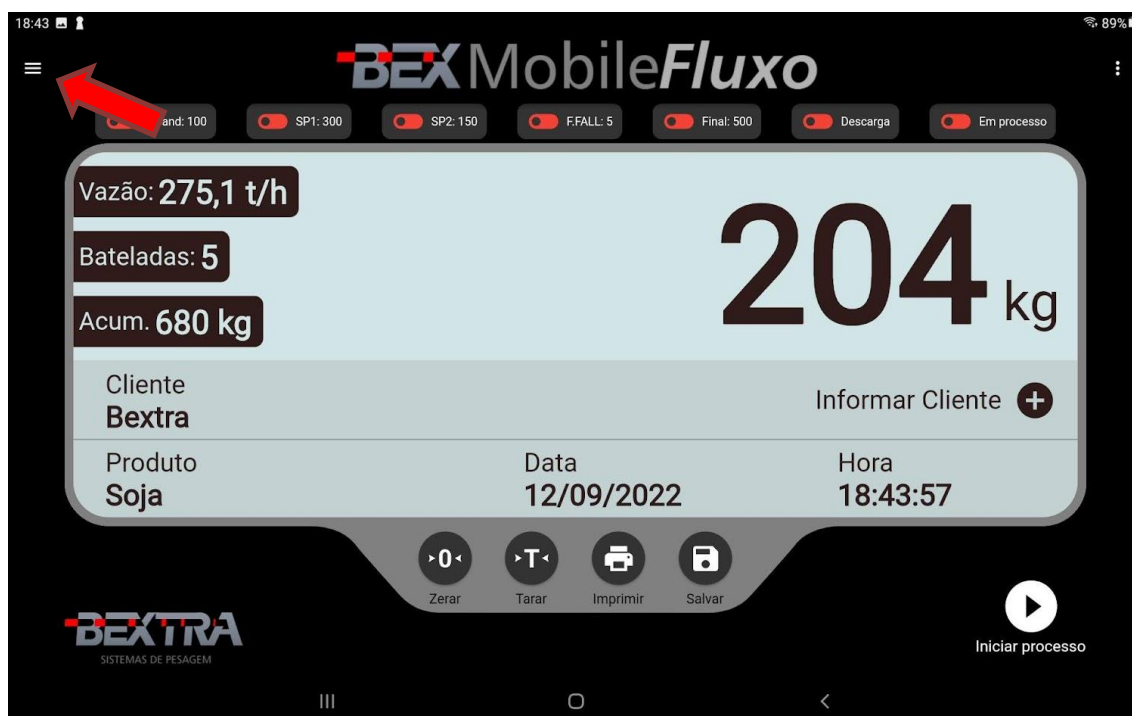 18:43
89%
BEX MobileFluxo
and: 100
SP1: 300
SP2: 150
F.FALL: 5
Final: 500
Descarga
Em processo
Vazão: 275,1 t/h
Bateladas: 5
Acum. 680 kg
204 kg
Cliente
Informar Cliente
Bextra
Produto
Data
Hora
Soja
12/09/2022
18:43:57
>0<
>T<
Zerar
Tarar
Imprimir
Salvar
BEXTRA
SISTEMAS DE PESAGEM
Iniciar processo